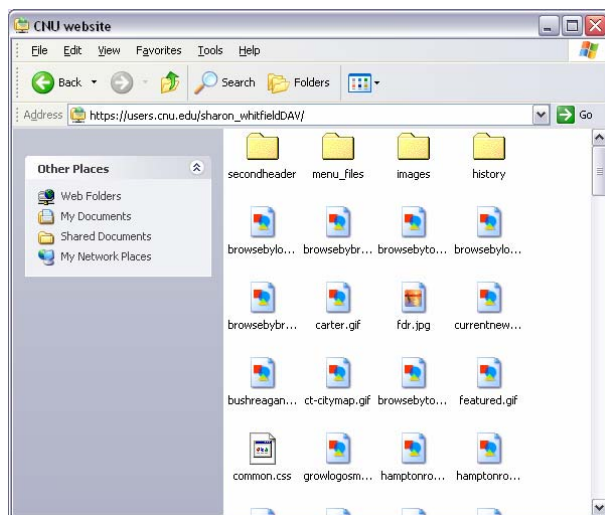 CNU website
File Edit View Favorites Tools Help
Back Search Folders
Address https://users.cnu.edu/sharon_whitfieldDAV/ Go
Other Places
Web Folders
My Documents
Shared Documents
My Network Places
secondheader menu_files images history
browsebylo... browsebybr... browsebyto... browsebylo...
browsebybr... carter.gif fdr.jpg currentnew...
bushreagan... ct-citymap.gif browsebyto... featured.gif
common.css growlogosm... hamptonro... hamptonro...